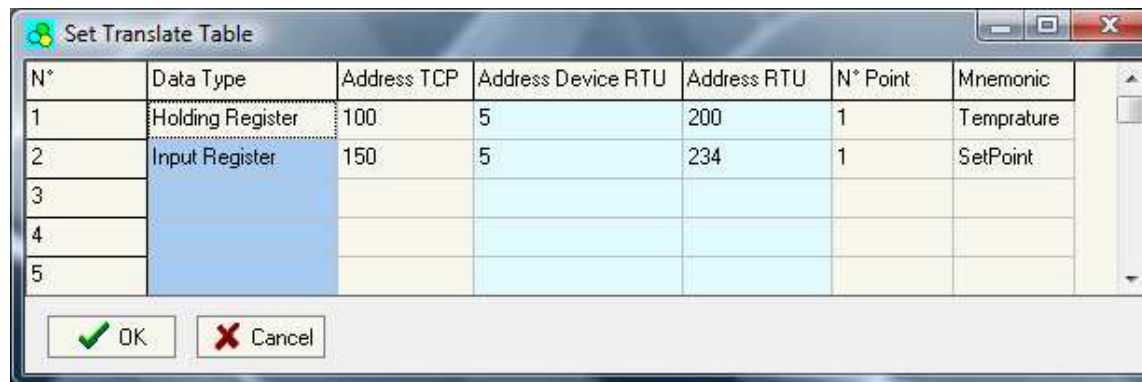 Set Translate Table
N° Data Type Address TCP Address Device RTU Address RTU N° Point Mnemonic
1 Holding Register 100 5 200 1 Temprature
2 Input Register 150 5 234 1 SetPoint
3
4
5
OK Cancel